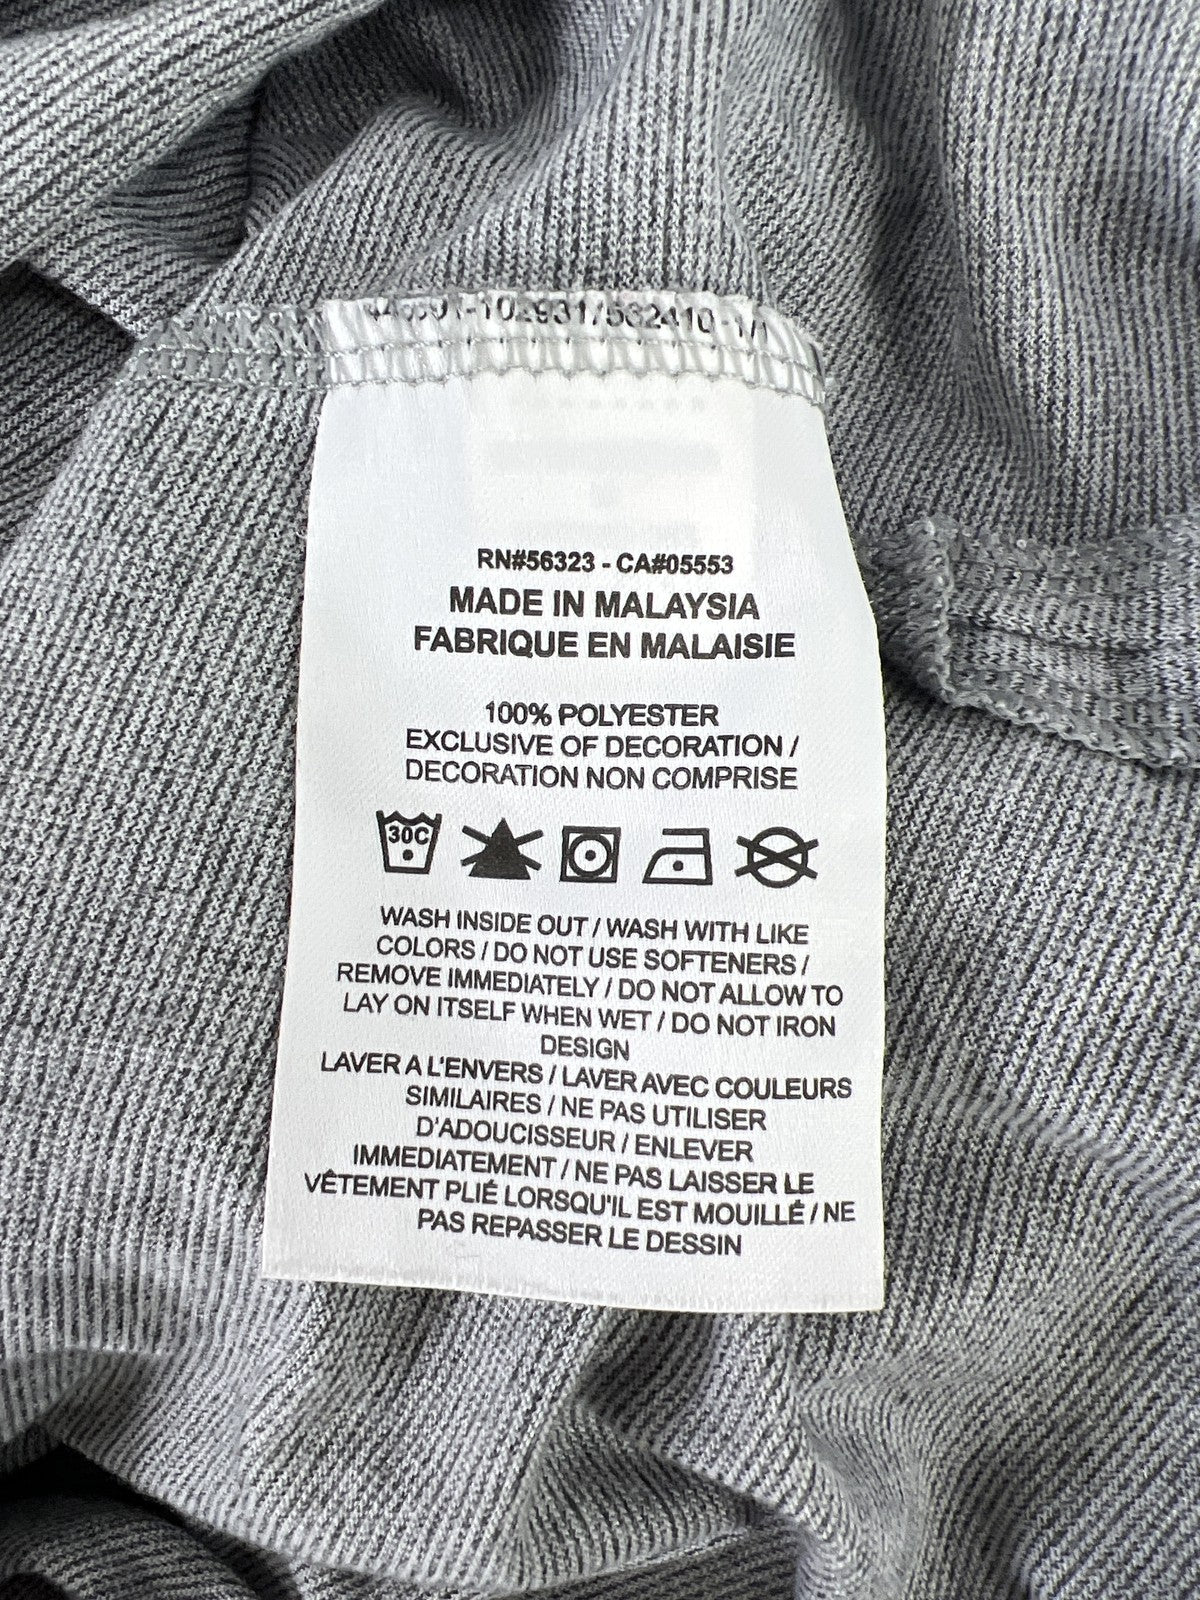 RN#56323 - CA#05553
MADE IN MALAYSIA
FABRIQUE EN MALAISIE
100% POLYESTER
EXCLUSIVE OF DECORATION /
DECORATION NON COMPRISE
30C
WASH INSIDE OUT / WASH WITH LIKE
COLORS / DO NOT USE SOFTENERS /
REMOVE IMMEDIATELY / DO NOT ALLOW TO
LAY ON ITSELF WHEN WET / DO NOT IRON
DESIGN
LAVER A L'ENVERS / LAVER AVEC COULEURS
SIMILAIRES / NE PAS UTILISER
D'ADOUCISSEUR / ENLEVER
IMMEDIATEMENT / NE PAS LAISSER LE
VÊTEMENT PLIÉ LORSQU'IL EST MOUILLÉ / NE
PAS REPASSER LE DESSIN